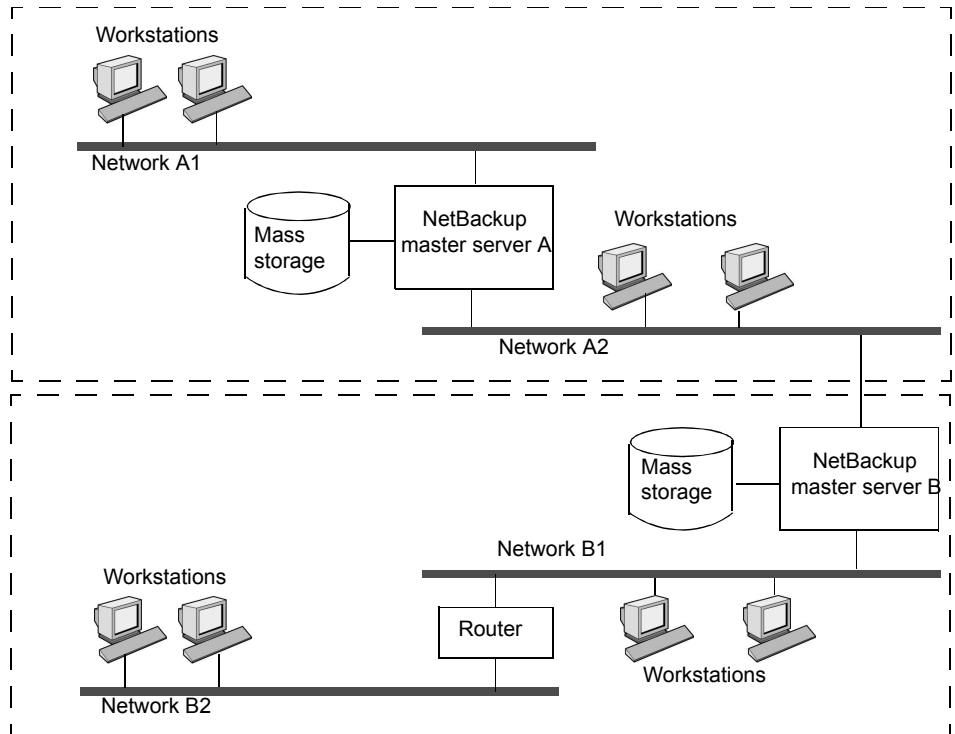 Workstations
Network A1
Mass
storage
NetBackup
master server A
Workstations
Network A2
Mass
storage
NetBackup
master server B
Network B1
Workstations
Router
Workstations
Network B2